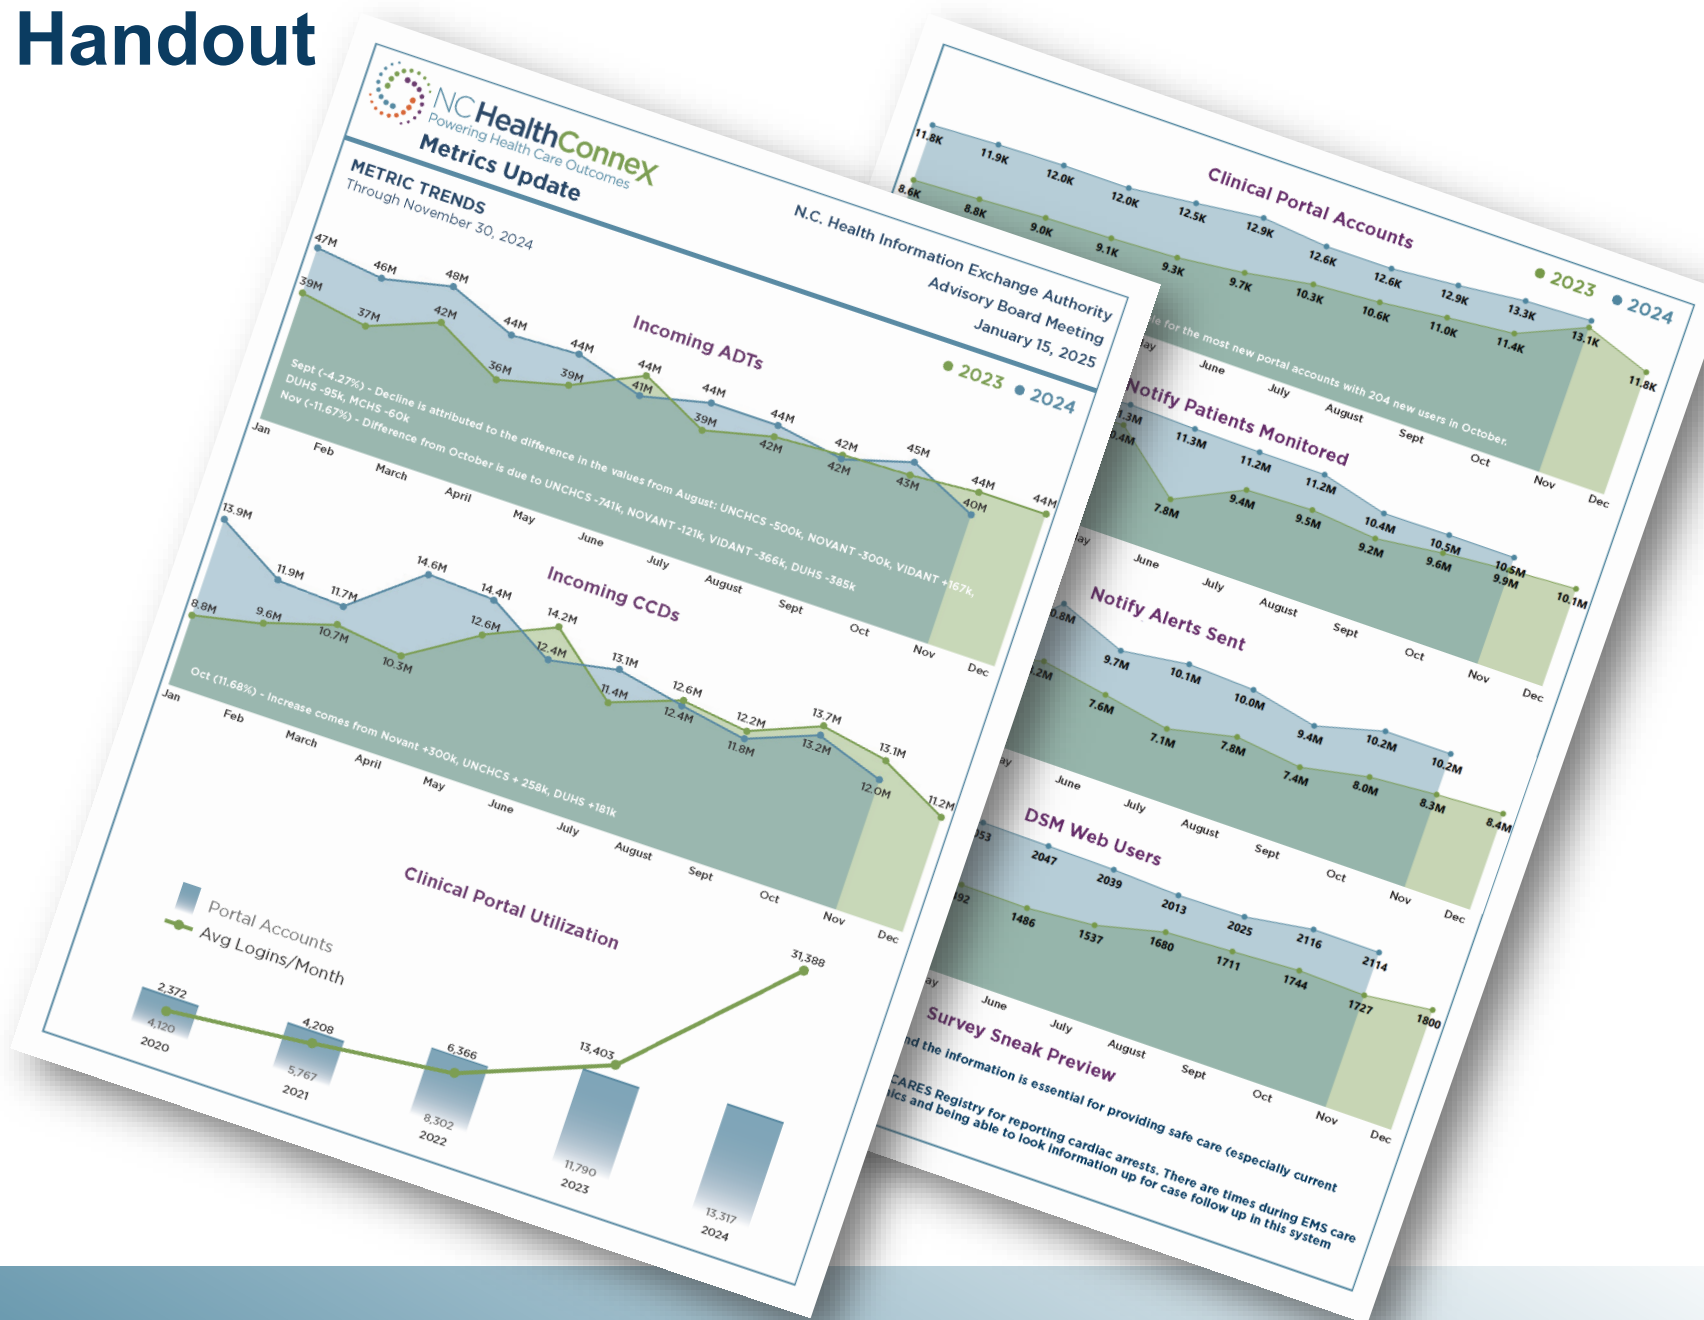 Handout
NCHealthConnex
Powering Health Care Outcomes
Metrics Update
N.C. Health Information Exchange Authority
Advisory Board Meeting
January 15, 2025
METRIC TRENDS
Through November 30, 2024
Incoming ADTs
2023 2024
47M 46M 48M 44M 44M 41M 44M 44M 42M 45M 40M
39M 37M 42M 36M 39M 44M 39M 42M 42M 43M 44M 44M
Sept (-4.27%) - Decline is attributed to the difference in the values from August: UNCHCS -500k, NOVANT -300k, VIDANT +167k,
DUHS -95k, MCHS -60k
Nov (-11.67%) - Difference from October is due to UNCHCS -741k, NOVANT -121k, VIDANT -366k, DUHS -385k
Jan Feb March April May June July August Sept Oct Nov Dec
Incoming CCDs
13.9M 11.9M 11.7M 14.6M 14.4M 12.4M 13.1M 12.4M 11.8M 13.2M 12.0M
8.8M 9.6M 10.7M 10.3M 12.6M 14.2M 11.4M 12.6M 12.2M 13.7M 13.1M 11.2M
Oct (11.68%) - Increase comes from Novant +300k, UNCHCS + 258k, DUHS +181k
Jan Feb March April May June July August Sept Oct Nov Dec
Clinical Portal Utilization
Portal Accounts
Avg Logins/Month
2,372 4,208 6,366 13,403 31,388
4,120 5,767 8,302 11,790 13,317
2020 2021 2022 2023 2024
Clinical Portal Accounts
2023 2024
11.8K 11.9K 12.0K 12.0K 12.5K 12.9K 12.6K 12.6K 12.9K 13.3K 13.1K
8.6K 8.8K 9.0K 9.1K 9.3K 9.7K 10.3K 10.6K 11.0K 11.4K 11.8K
for the most new portal accounts with 204 new users in October.
June July August Sept Oct Nov Dec
Notify Patients Monitored
11.3M 11.2M 11.2M 10.4M 10.5M 10.5M
7.8M 9.4M 9.5M 9.2M 9.6M 9.9M 10.1M
June July August Sept Oct Nov Dec
Notify Alerts Sent
9.7M 10.1M 10.0M 9.4M 10.2M 10.2M
7.6M 7.1M 7.8M 7.4M 8.0M 8.3M 8.4M
June July August Sept Oct Nov Dec
DSM Web Users
2047 2039 2013 2025 2116 2114
1486 1537 1680 1711 1744 1727 1800
June July August Sept Oct Nov Dec
Survey Sneak Preview
the information is essential for providing safe care (especially current
CARES Registry for reporting cardiac arrests. There are times during EMS care
and being able to look information up for case follow up in this system